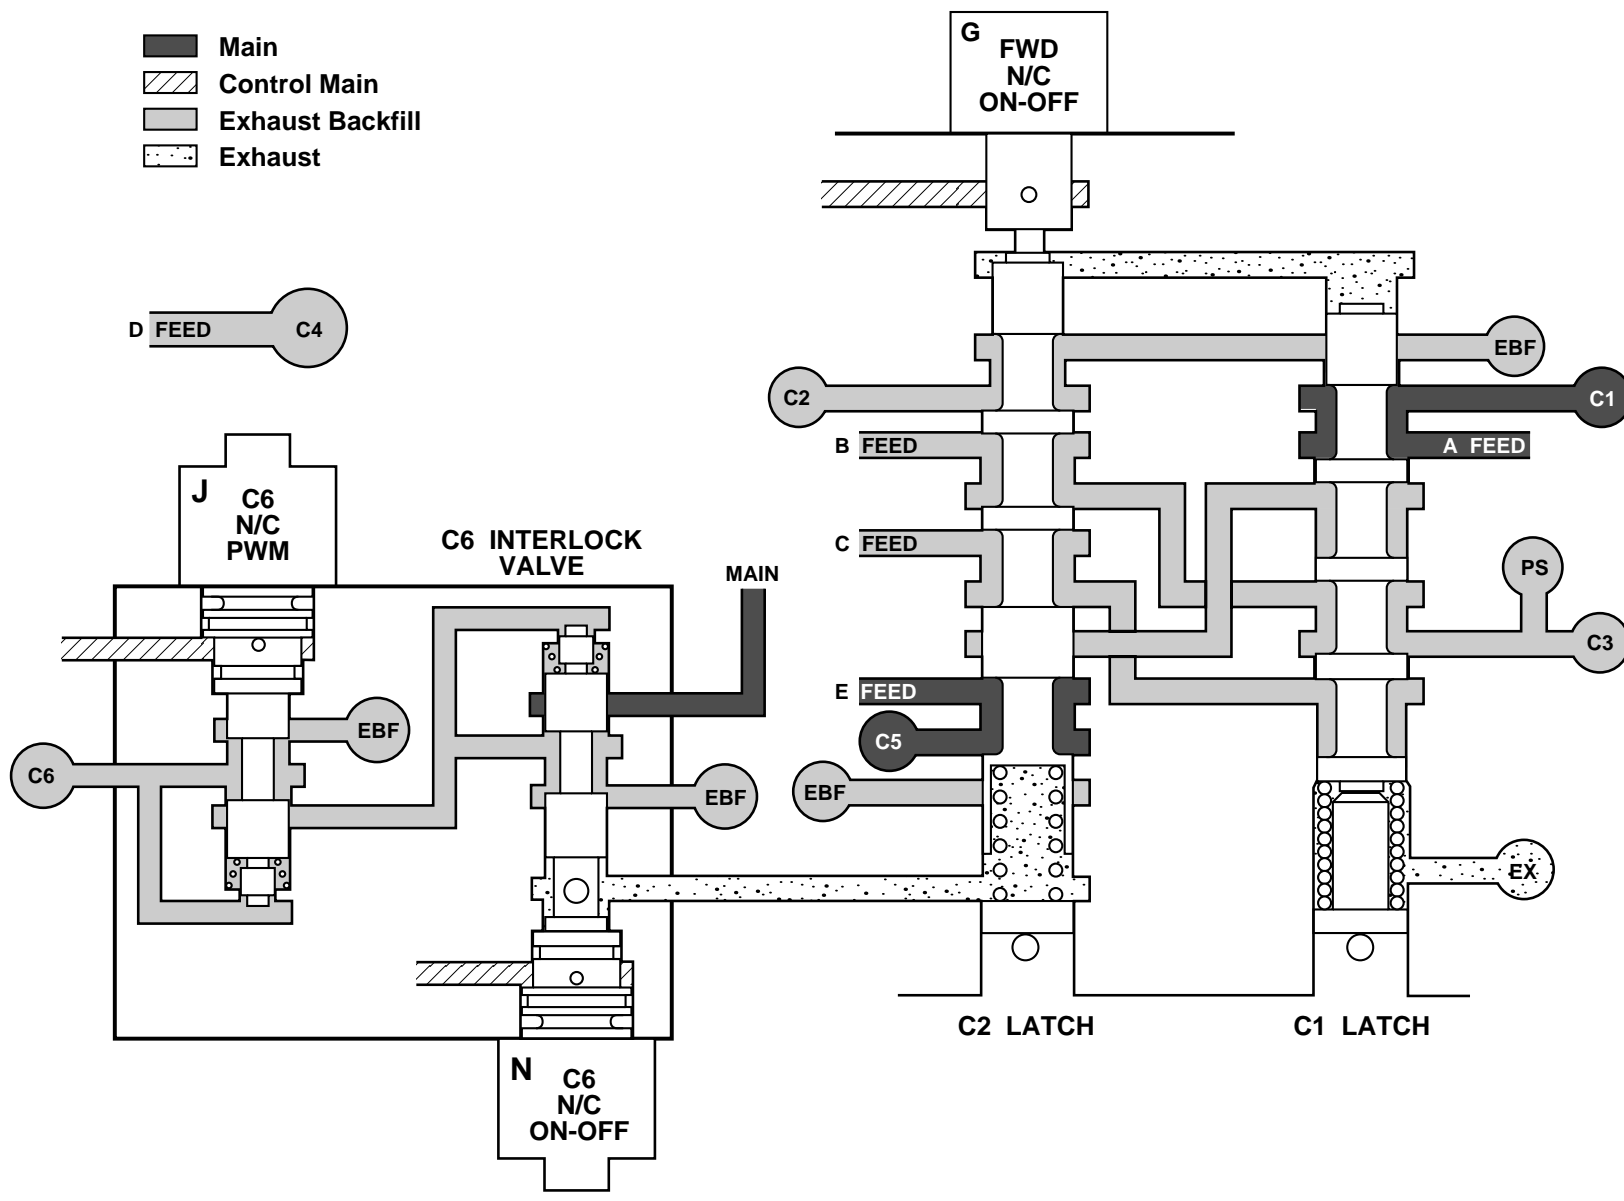 Main
Control Main
Exhaust Backfill
Exhaust
G
FWD
N/C
ON-OFF
D FEED
C4
EBF
C2
C1
B FEED
A FEED
J
C6
N/C
PWM
C6 INTERLOCK
VALVE
MAIN
C FEED
PS
C3
E FEED
C5
EBF
C6
EBF
EBF
EX
C2 LATCH
C1 LATCH
N
C6
N/C
ON-OFF